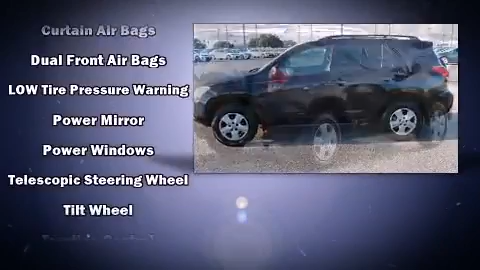 Curtain Air Bags
Dual Front Air Bags
LOW Tire Pressure Warning
Power Mirror
Power Windows
Telescopic Steering Wheel
Tilt Wheel